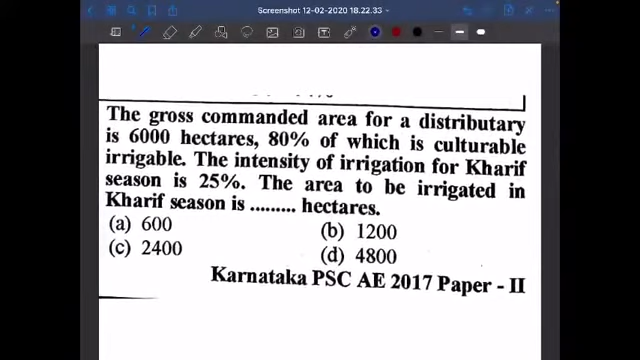 Screenshot 12-02-2020 18.22.33
The gross commanded area for a distributary
is 6000 hectares, 80% of which is culturable
irrigable. The intensity of irrigation for Kharif
season is 25%. The area to be irrigated in
Kharif season is ......... hectares.
(a) 600 (b) 1200
(c) 2400 (d) 4800
Karnataka PSC AE 2017 Paper - II